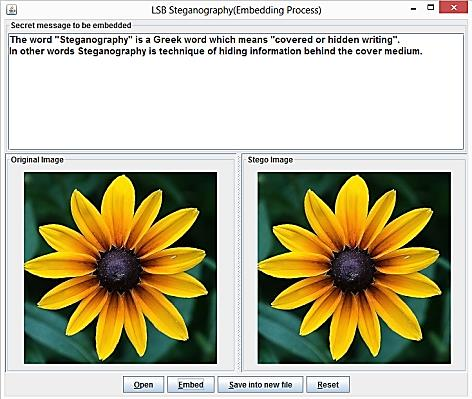 LSB Steganography(Embedding Process)
Secret message to be embedded
The word "Steganography" is a Greek word which means "covered or hidden writing".
In other words Steganography is technique of hiding information behind the cover medium.
Original Image
Stego Image
Open
Embed
Save into new file
Reset